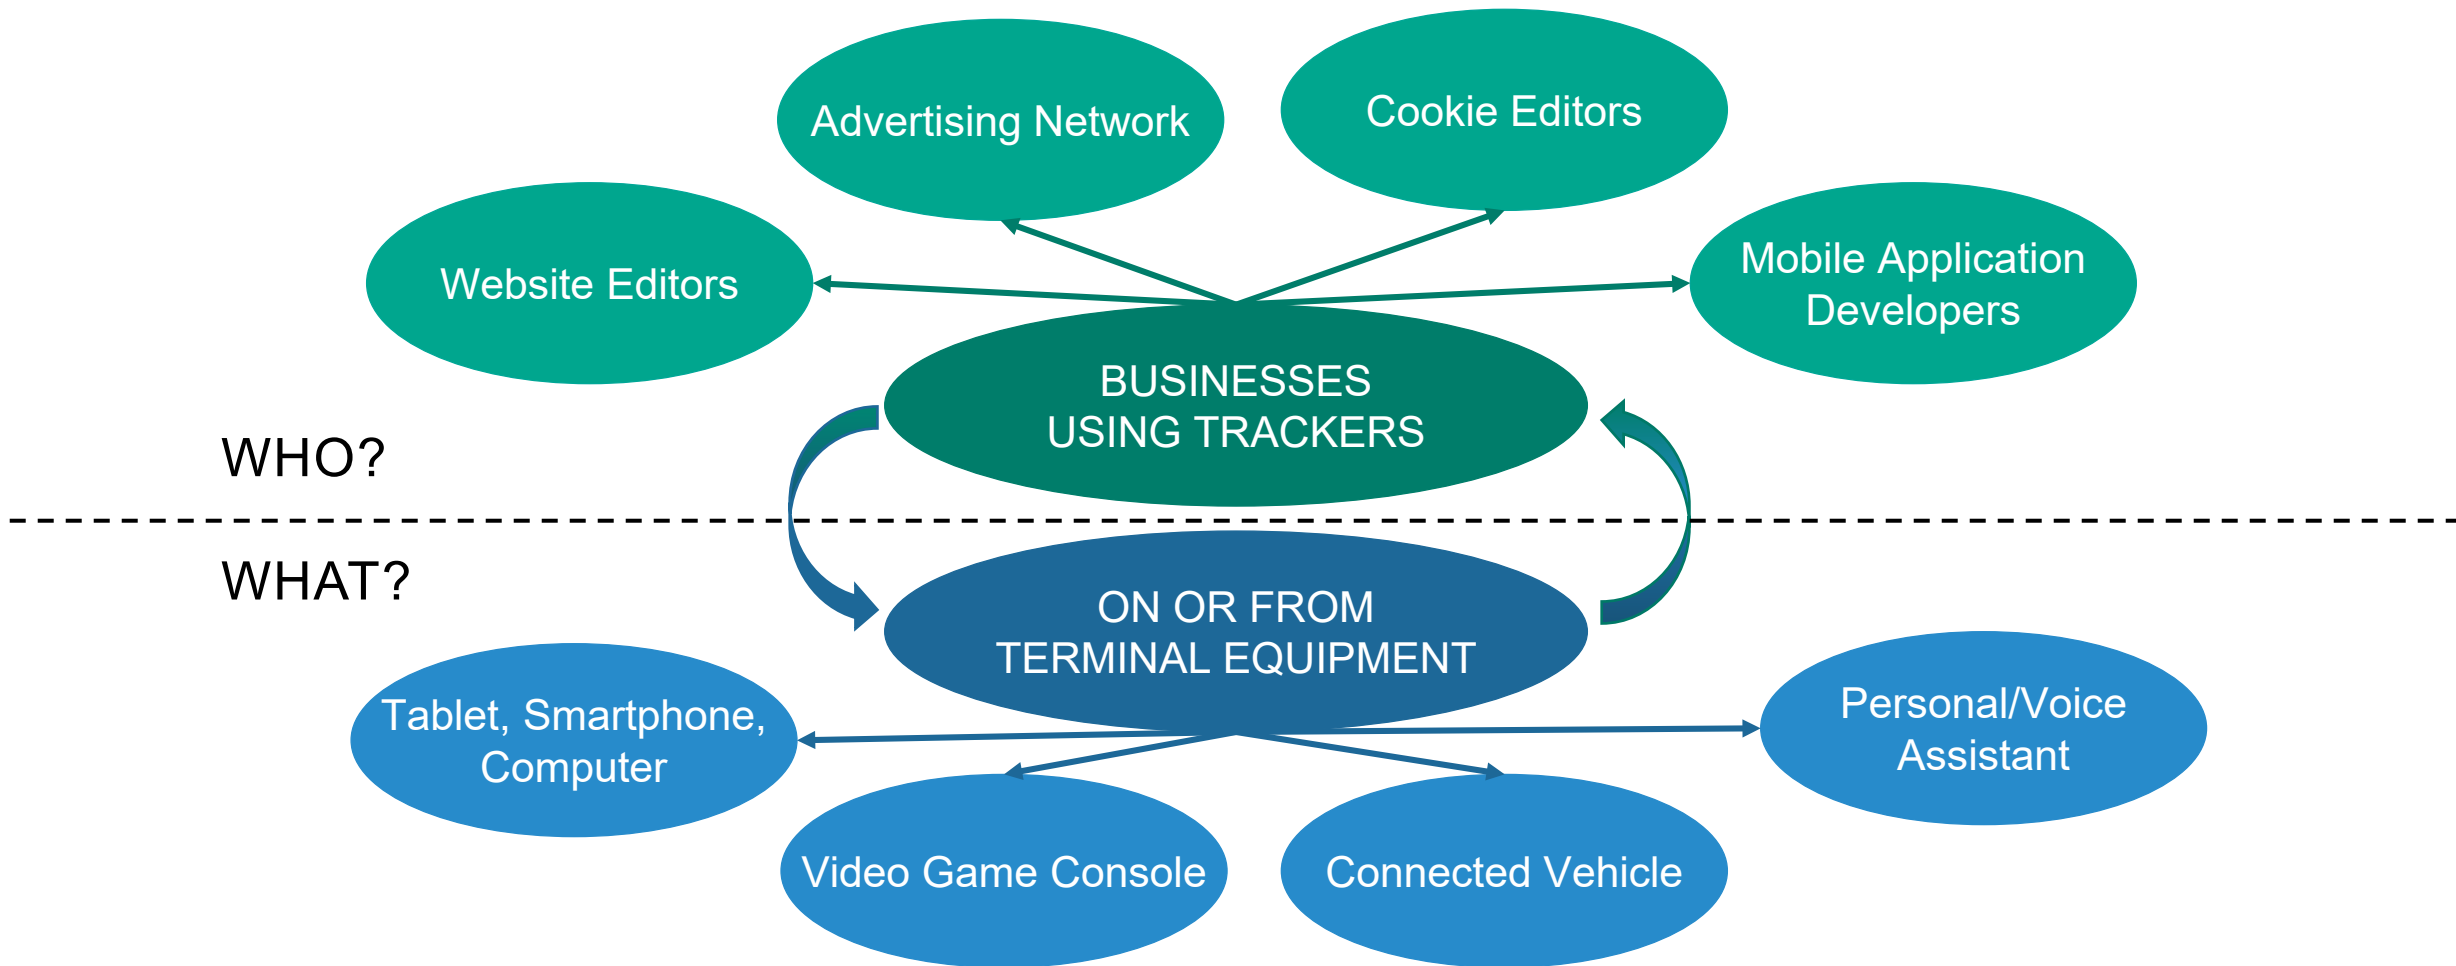 Advertising Network
Cookie Editors
Website Editors
Mobile Application
Developers
BUSINESSES
USING TRACKERS
WHO?
WHAT?
ON OR FROM
TERMINAL EQUIPMENT
Tablet, Smartphone,
Computer
Personal/Voice
Assistant
Video Game Console
Connected Vehicle